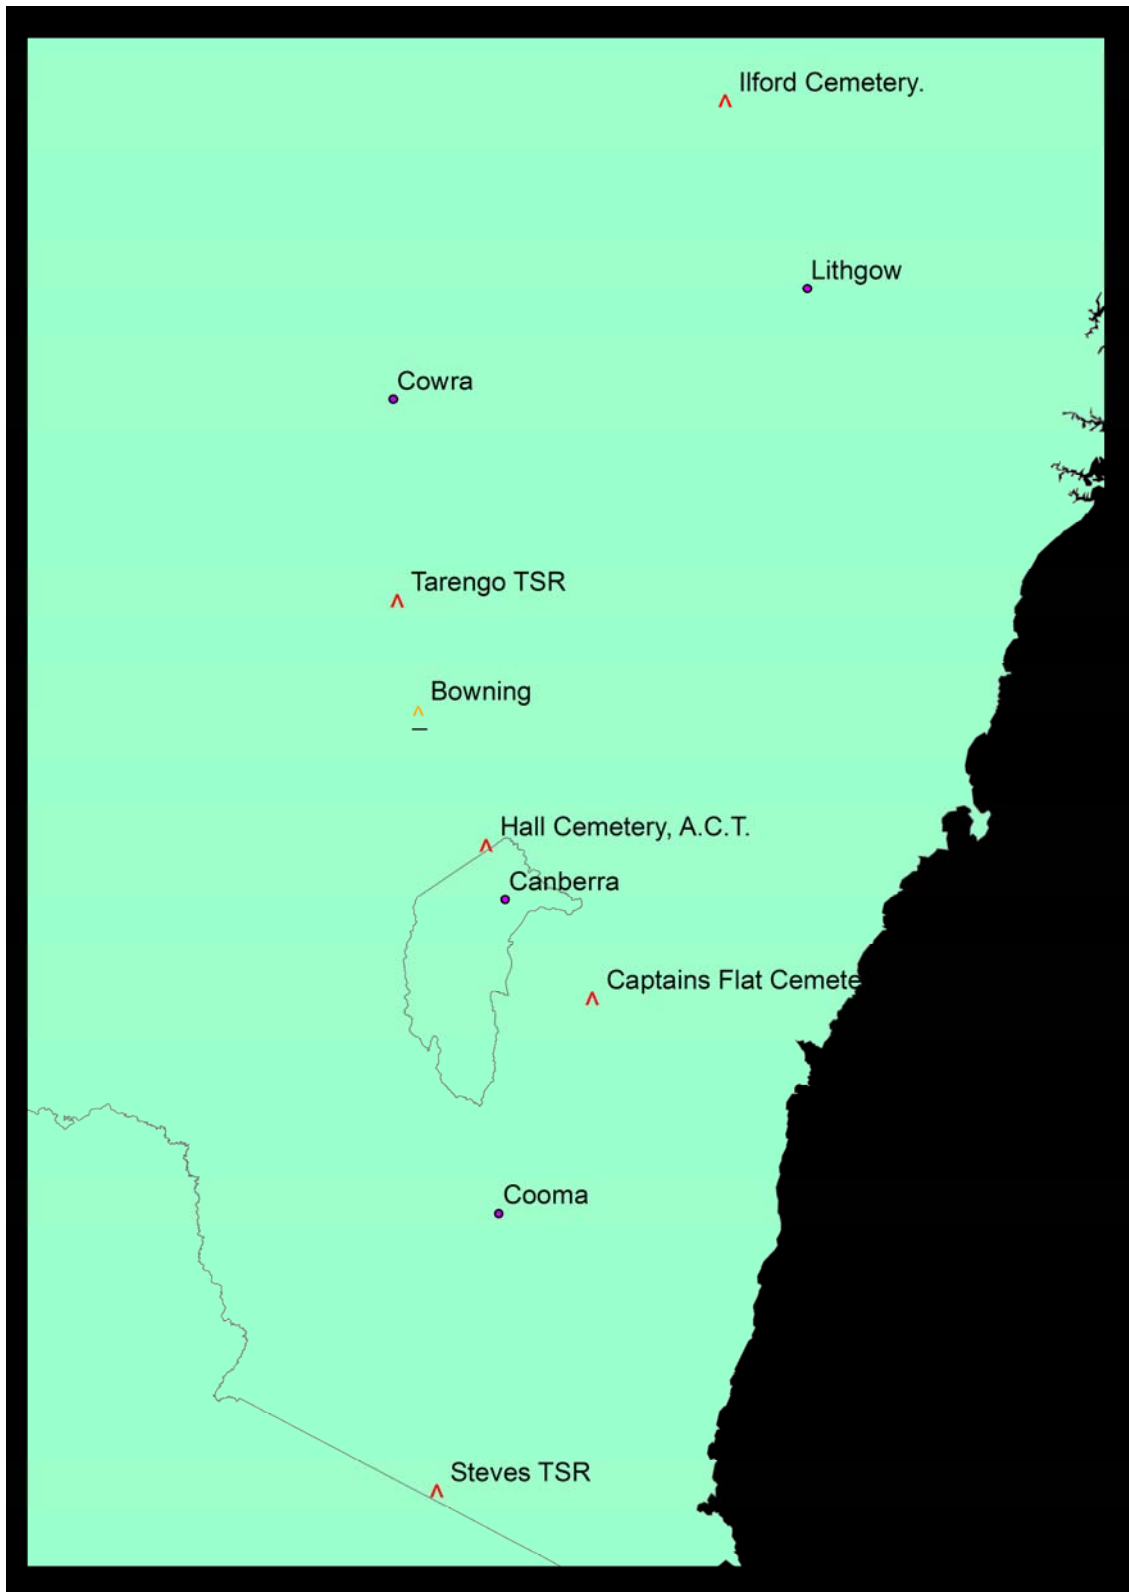 Ilford Cemetery.
Lithgow
Cowra
Tarengo TSR
Bowning
Hall Cemetery, A.C.T.
Canberra
Captains Flat Cemete
Cooma
Steves TSR